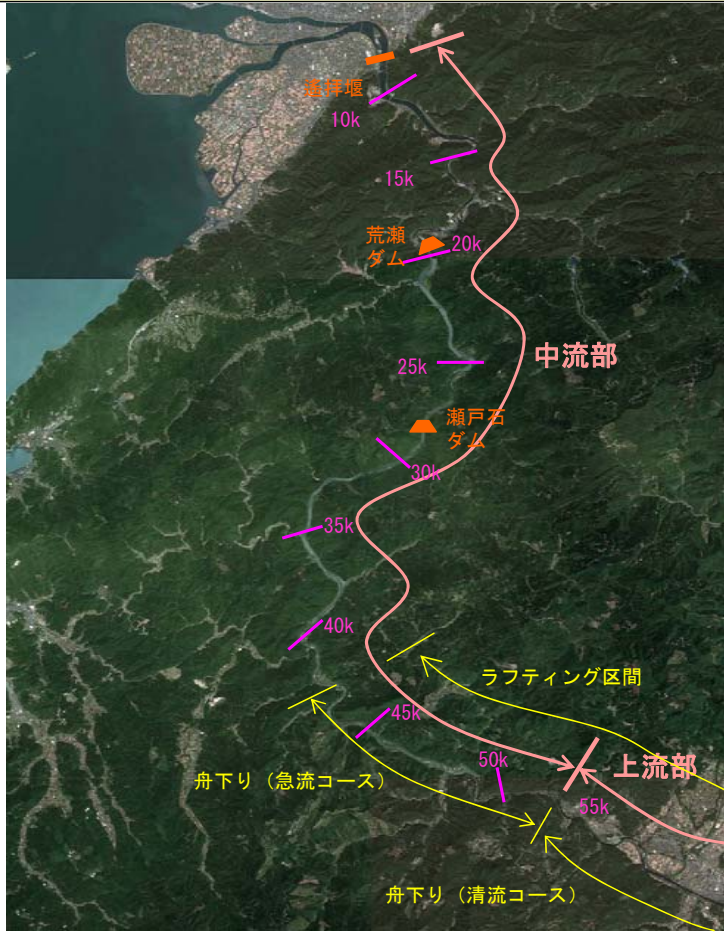 遙拝堰
10k
15k
荒瀬
ダム
20k
25k
中流部
瀬戸石
ダム
30k
35k
40k
ラフティング区間
45k
50k
上流部
舟下り（急流コース）
55k
舟下り（清流コース）